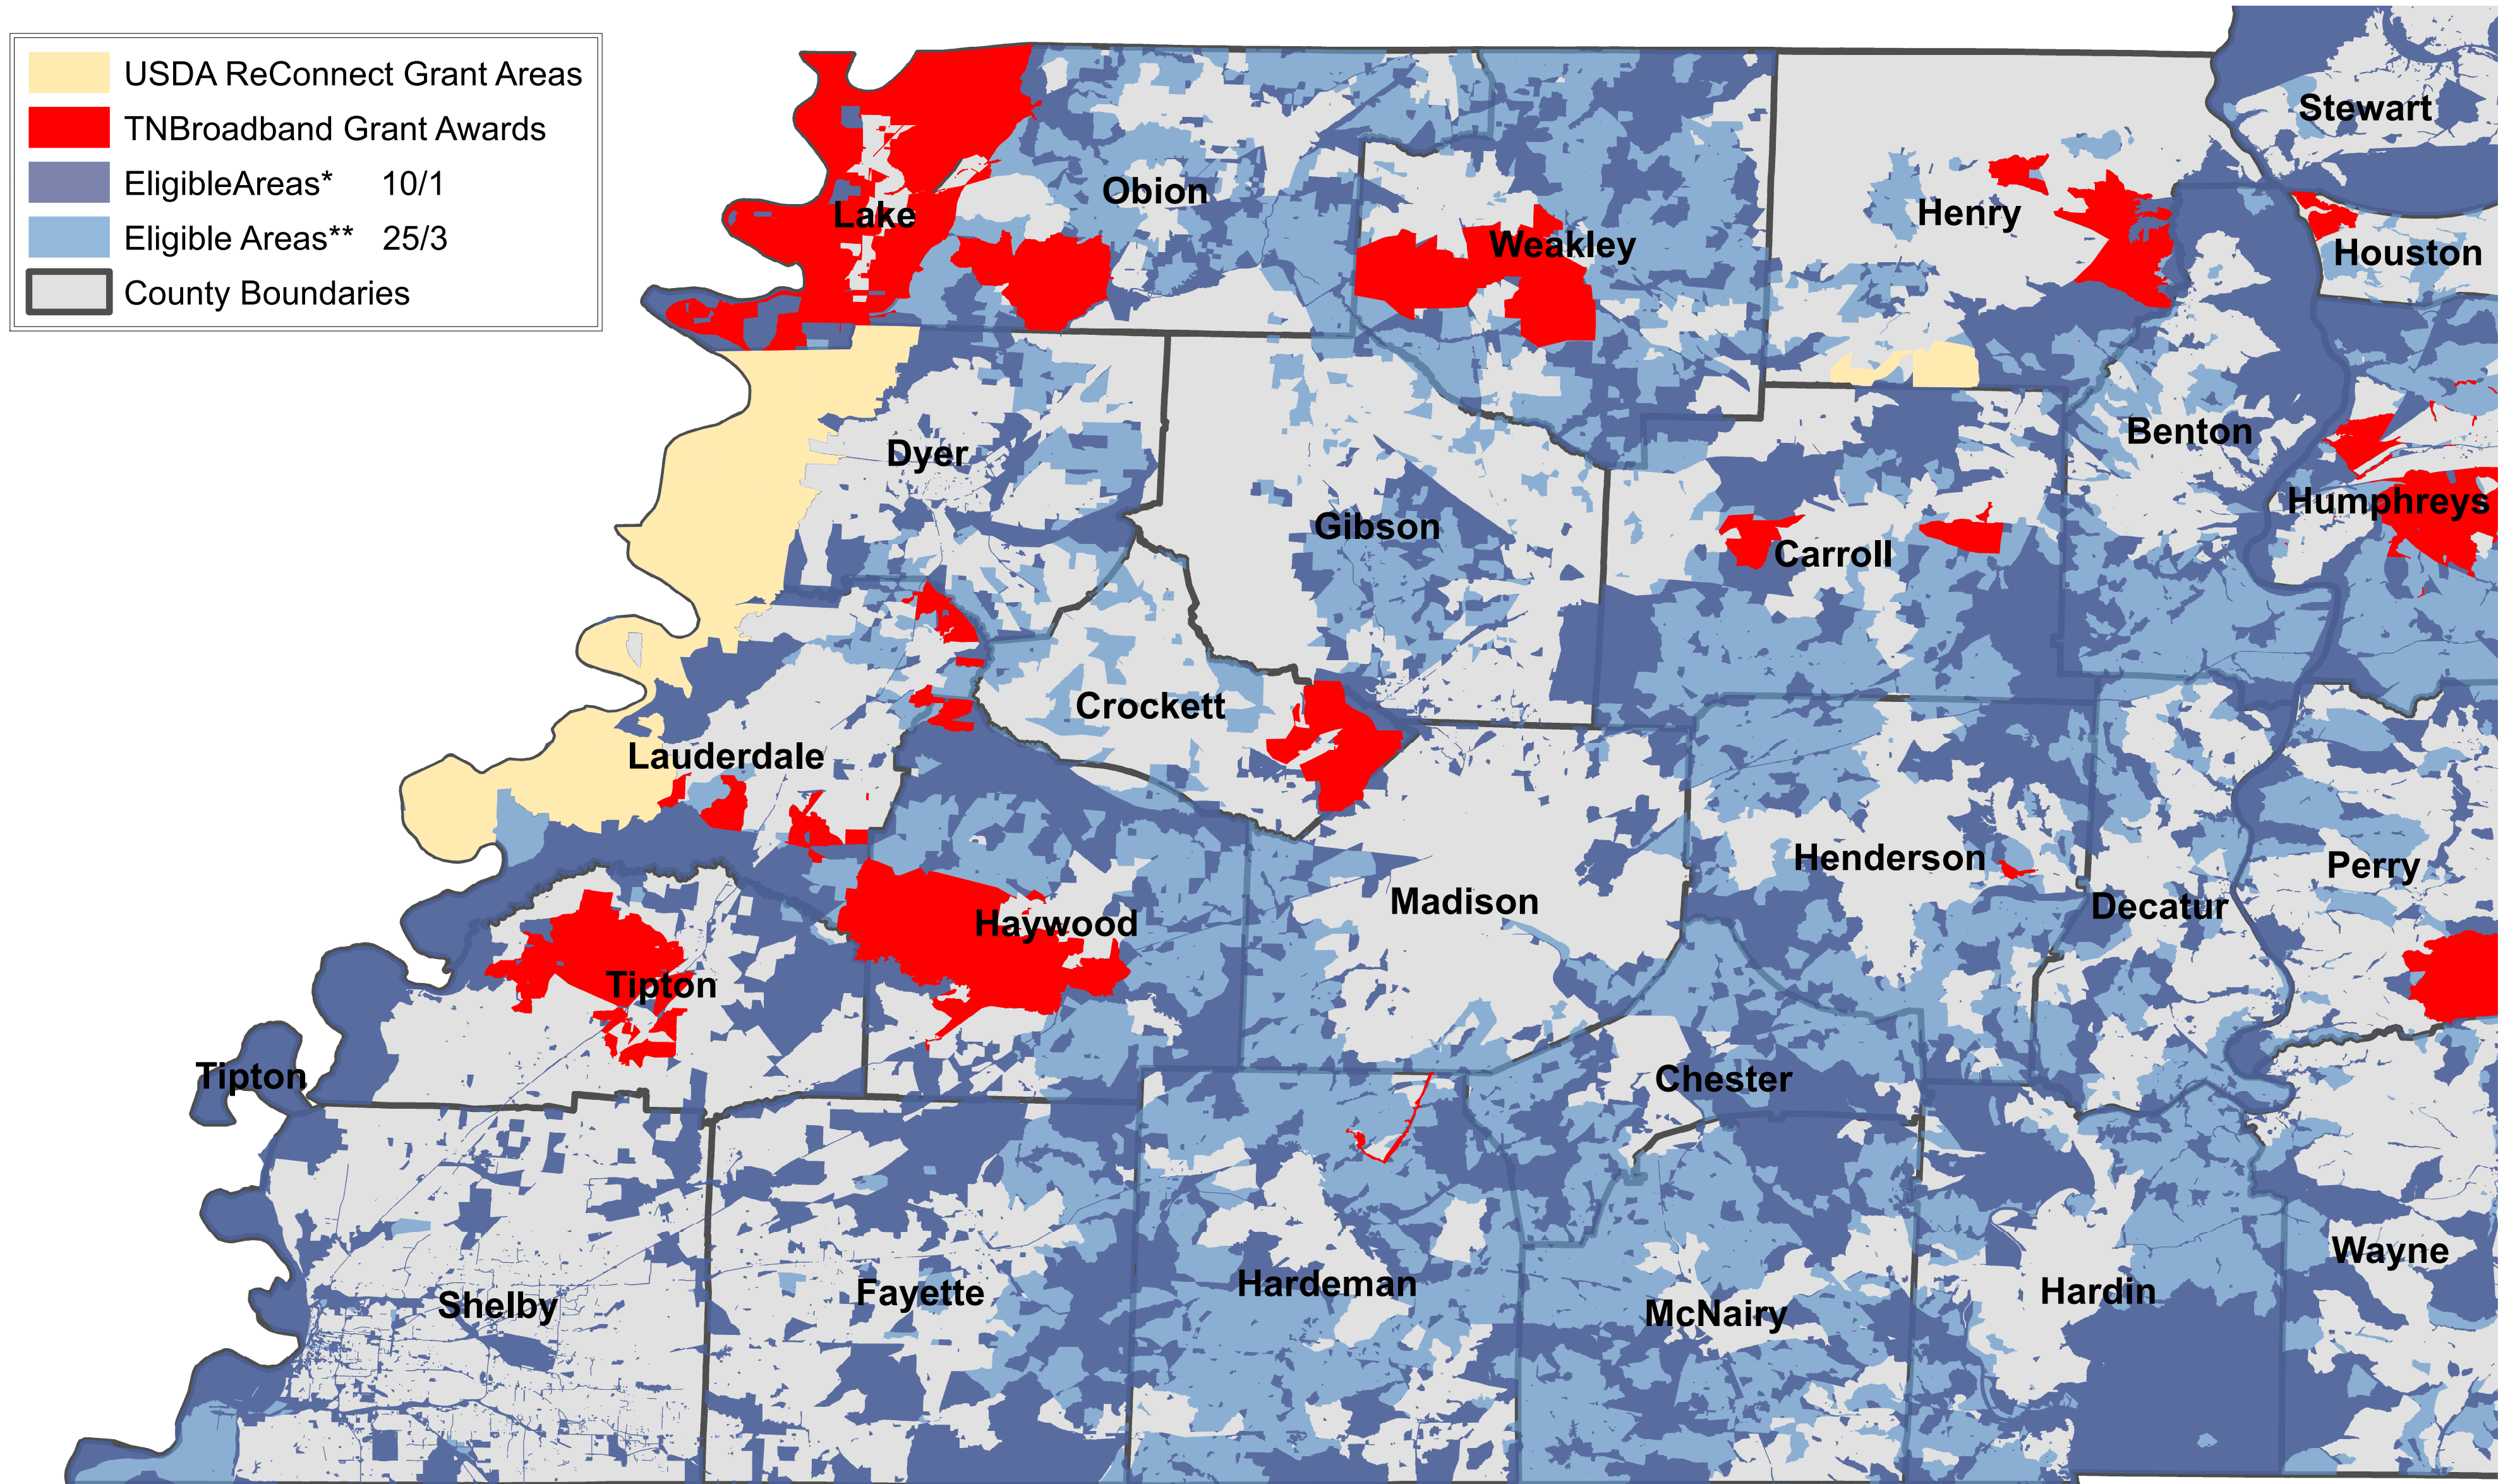 USDA ReConnect Grant Areas
TNBroadband Grant Awards
EligibleAreas* 10/1
Eligible Areas** 25/3
County Boundaries
Stewart
Obion
Lake
Henry
Weakley
Houston
Dyer
Benton
Gibson
Humphreys
Carroll
Crockett
Lauderdale
Henderson
Perry
Madison
Decatur
Haywood
Tipton
Tipton
Chester
Wayne
Hardeman
Fayette
Hardin
Shelby
McNairy